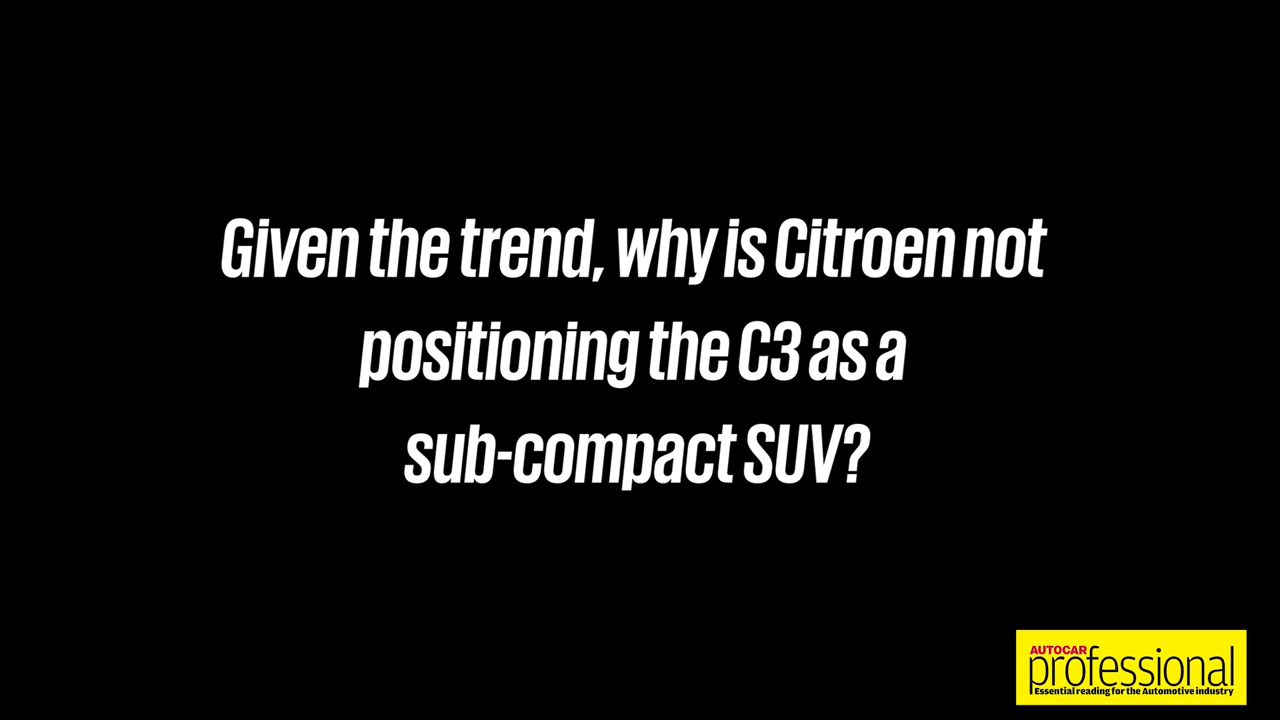 Given the trend, why is Citroen not
positioning the C3 as a
sub-compact SUV?
AUTOCAR
professional
Essential reading for the Automotive industry